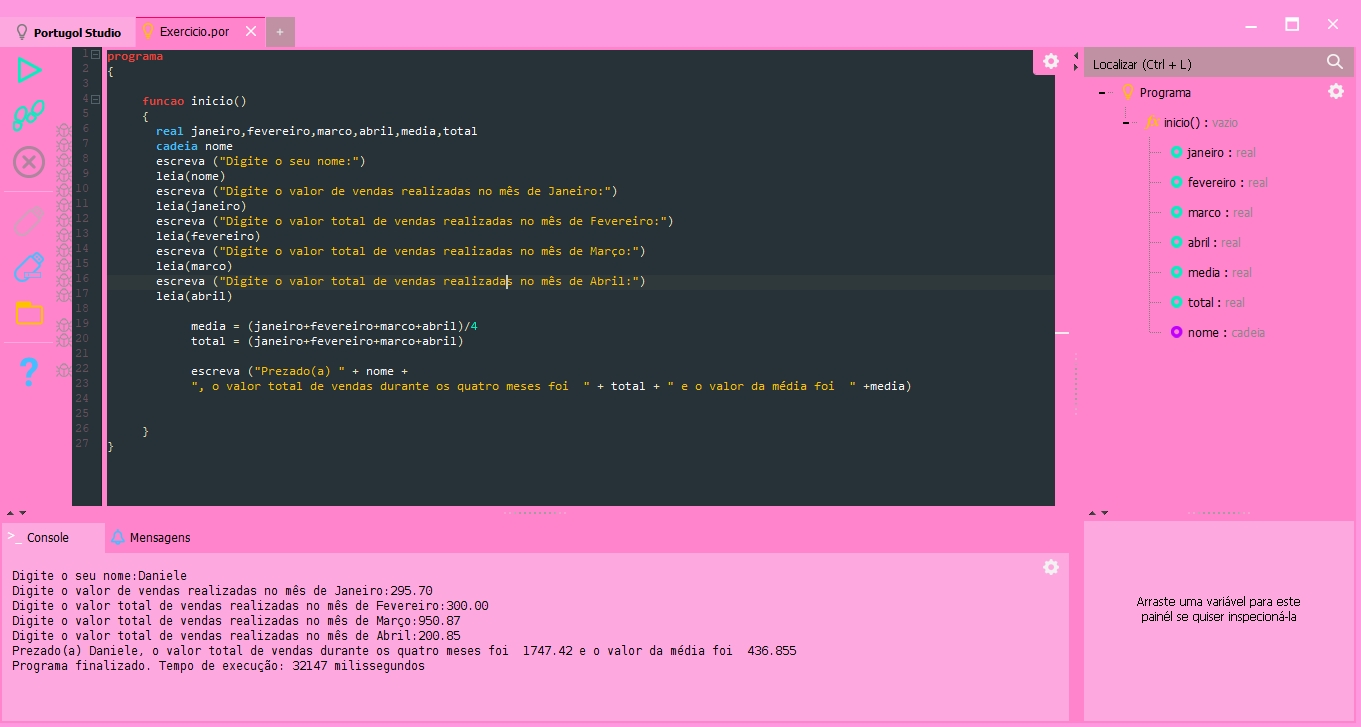 Portugol Studio
Exercicio.por
+
1 programa
2 {
3
4 funcao inicio()
5 {
6 real janeiro,fevereiro,marco,abril,media,total
7 cadeia nome
8 escreva ("Digite o seu nome:")
9 leia(nome)
10 escreva ("Digite o valor de vendas realizadas no mês de Janeiro:")
11 leia(janeiro)
12 escreva ("Digite o valor total de vendas realizadas no mês de Fevereiro:")
13 leia(fevereiro)
14 escreva ("Digite o valor total de vendas realizadas no mês de Março:")
15 leia(marco)
16 escreva ("Digite o valor total de vendas realizadas no mês de Abril:")
17 leia(abril)
18
19 media = (janeiro+fevereiro+marco+abril)/4
20 total = (janeiro+fevereiro+marco+abril)
21
22 escreva ("Prezado(a) " + nome +
23 ", o valor total de vendas durante os quatro meses foi  " + total + " e o valor da média foi  " +media)
24
25
26 }
27 }
Localizar (Ctrl + L)
Programa
fx inicio() : vazio
janeiro : real
fevereiro : real
marco : real
abril : real
media : real
total : real
nome : cadeia
?
>_ Console
Mensagens
Digite o seu nome:Daniele
Digite o valor de vendas realizadas no mês de Janeiro:295.70
Digite o valor total de vendas realizadas no mês de Fevereiro:300.00
Digite o valor total de vendas realizadas no mês de Março:950.87
Digite o valor total de vendas realizadas no mês de Abril:200.85
Prezado(a) Daniele, o valor total de vendas durante os quatro meses foi  1747.42 e o valor da média foi  436.855
Programa finalizado. Tempo de execução: 32147 milissegundos
Arraste uma variável para este
painél se quiser inspecioná-la